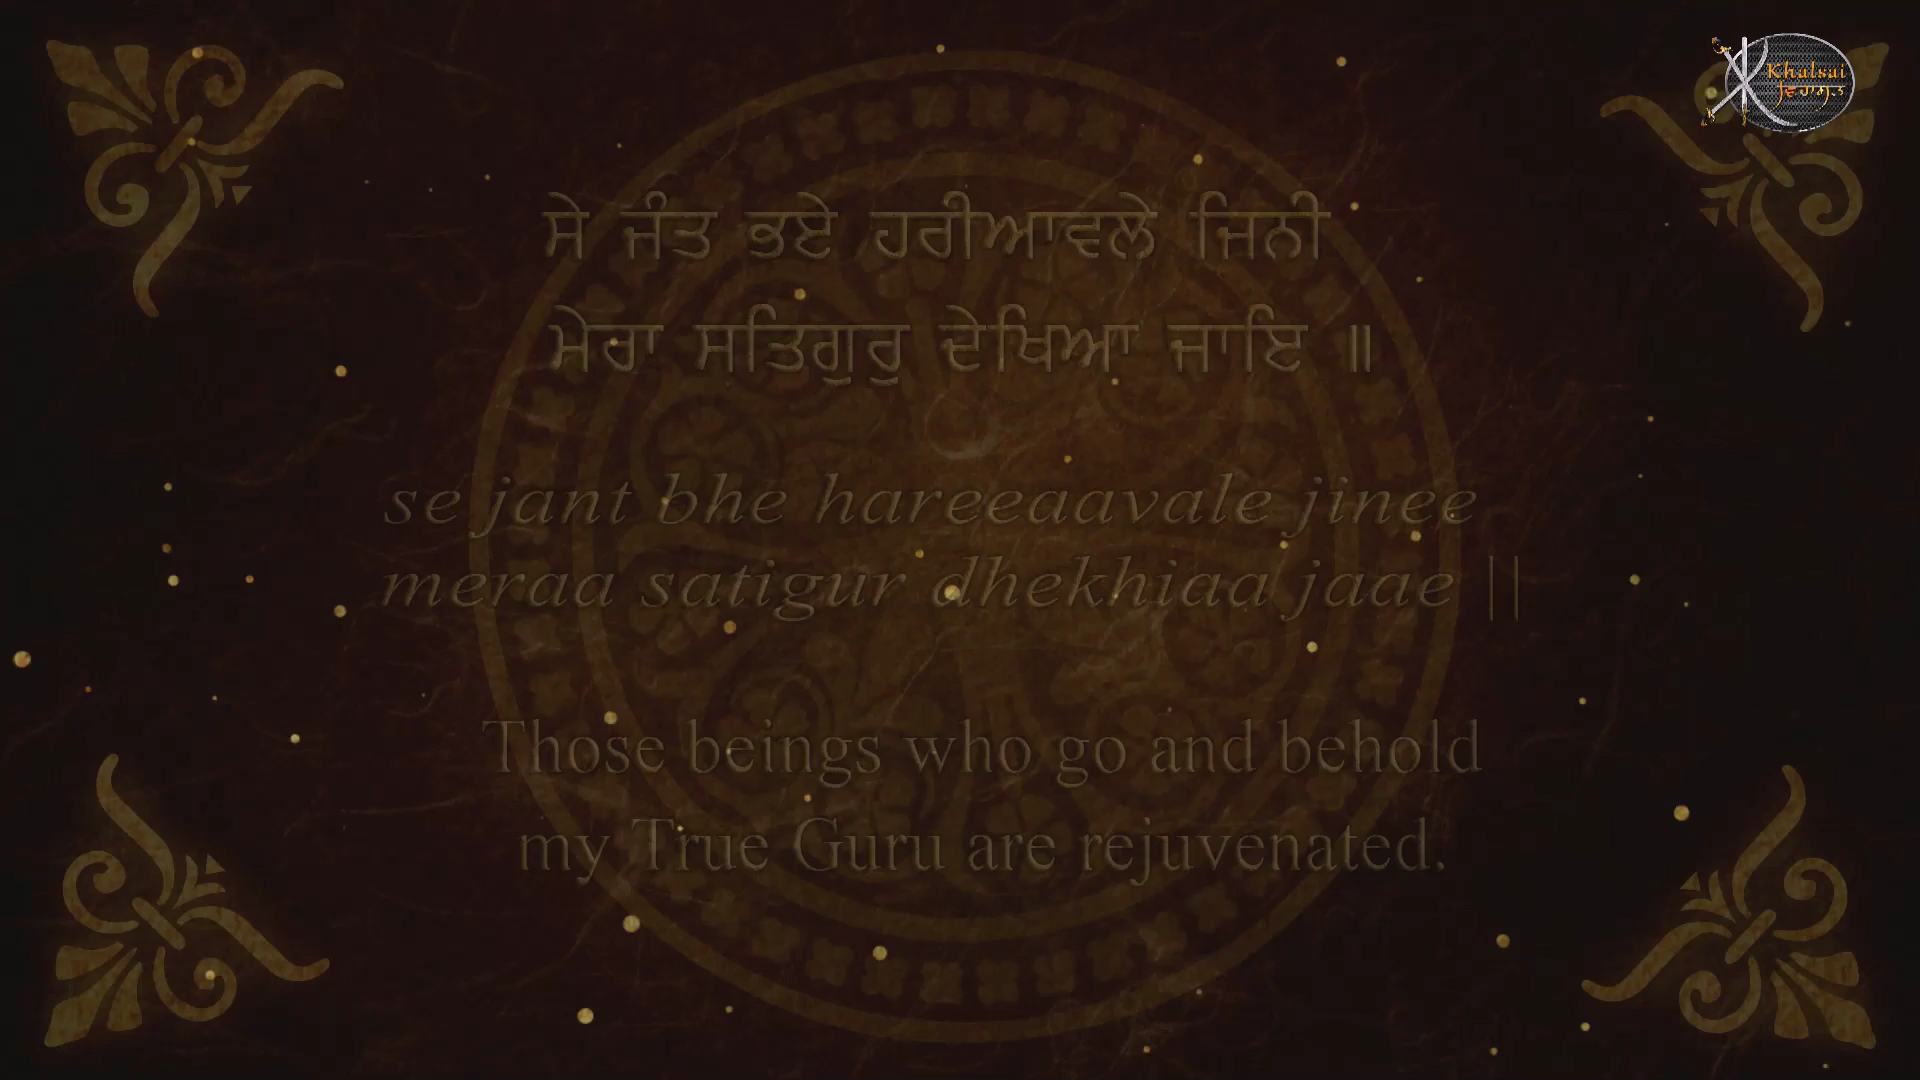 Khalsai
ਵਿਰਾਸਤ
ਸੇ ਜੰਤ ਭਏ ਹਰੀਆਵਲੇ ਜਿਨੀ
ਮੇਰਾ ਸਤਿਗੁਰੁ ਦੇਖਿਆ ਜਾਇ ॥
se jant bhe hareeaavale jinee
meraa satigur dhekhiaa jaae ||
Those beings who go and behold
my True Guru are rejuvenated.